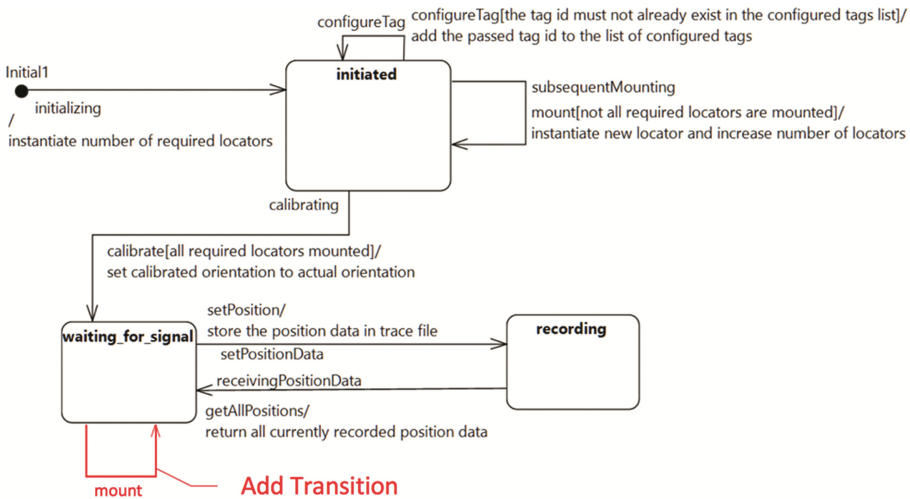 configureTag
configureTag[the tag id must not already exist in the configured tags list]/
add the passed tag id to the list of configured tags
Initial1
initiated
initializing
/
instantiate number of required locators
subsequentMounting
mount[not all required locators are mounted]/
instantiate new locator and increase number of locators
calibrating
calibrate[all required locators mounted]/
set calibrated orientation to actual orientation
waiting_for_signal
setPosition/
store the position data in trace file
setPositionData
recording
receivingPositionData
getAllPositions/
return all currently recorded position data
mount
Add Transition